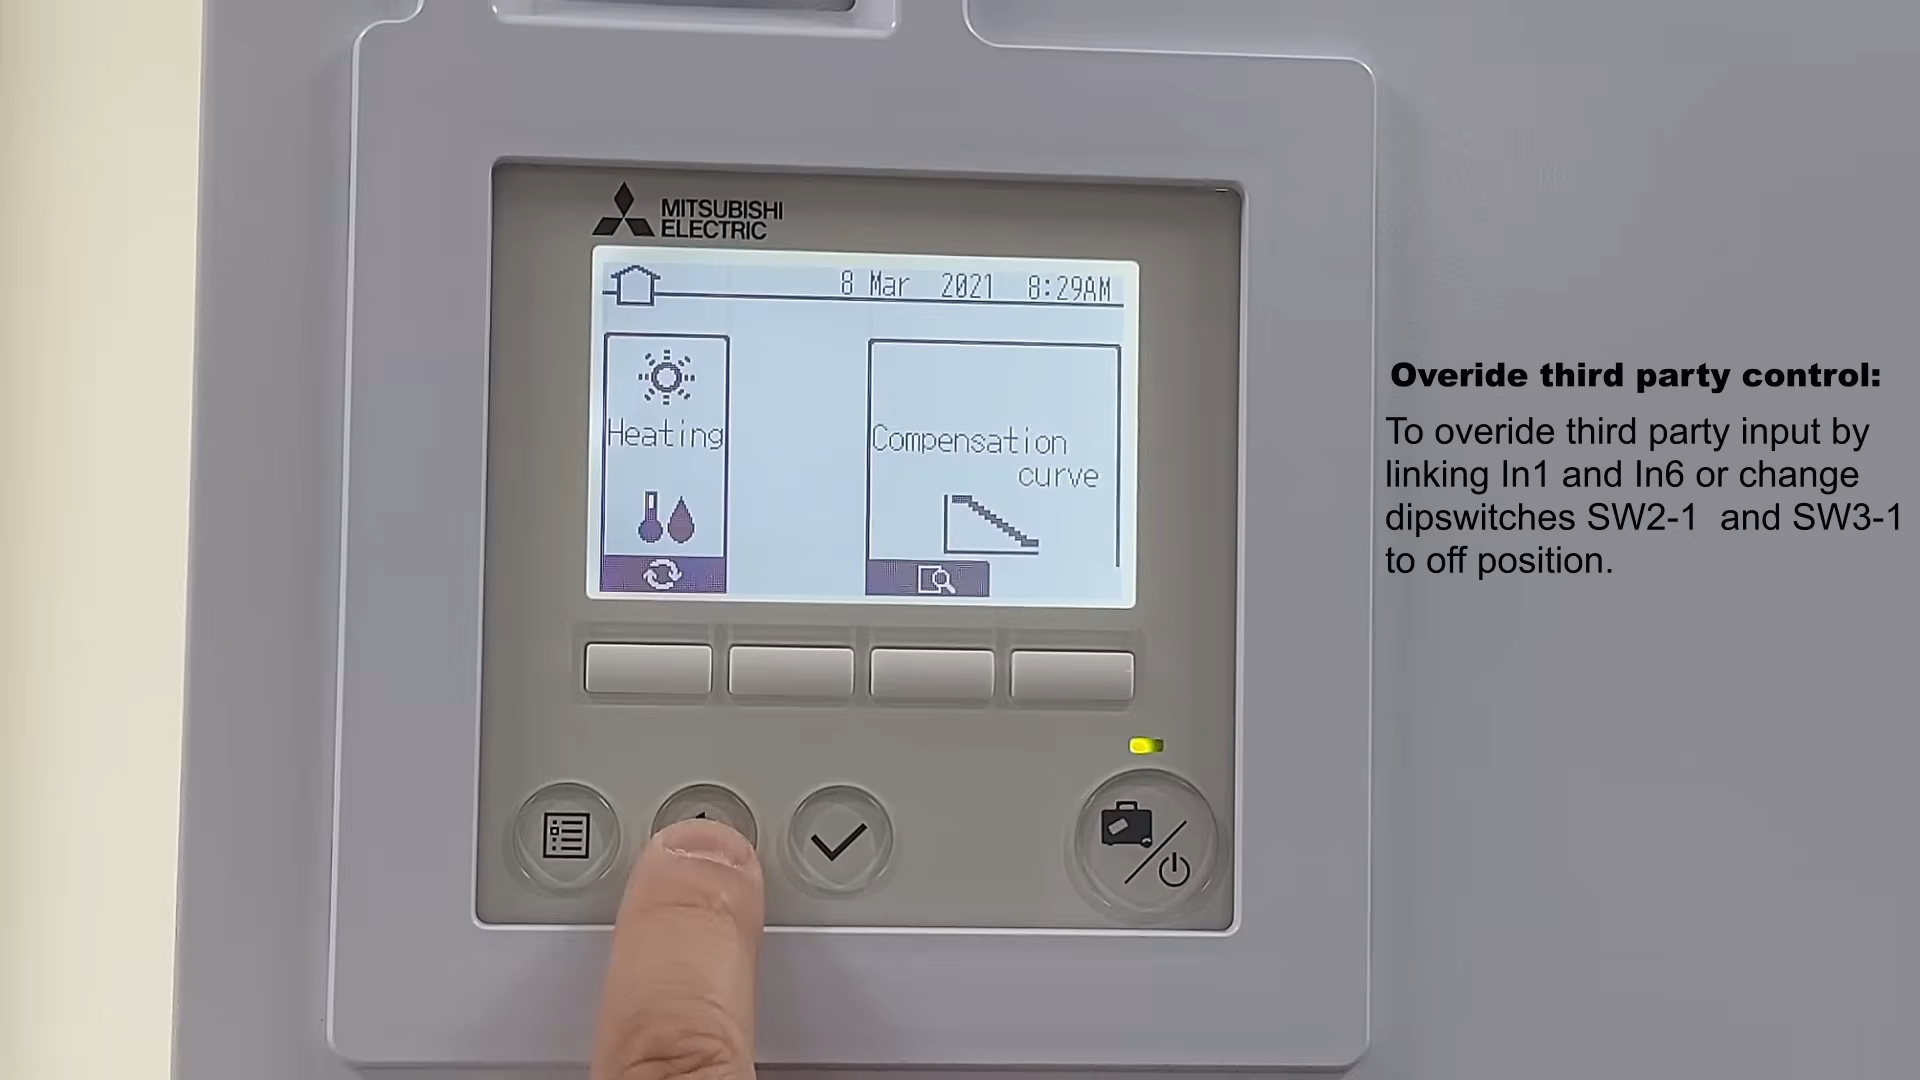 MITSUBISHI
ELECTRIC
8 Mar 2021 8:29AM
Heating
Compensation
curve
Overide third party control:
To overide third party input by
linking In1 and In6 or change
dipswitches SW2-1 and SW3-1
to off position.